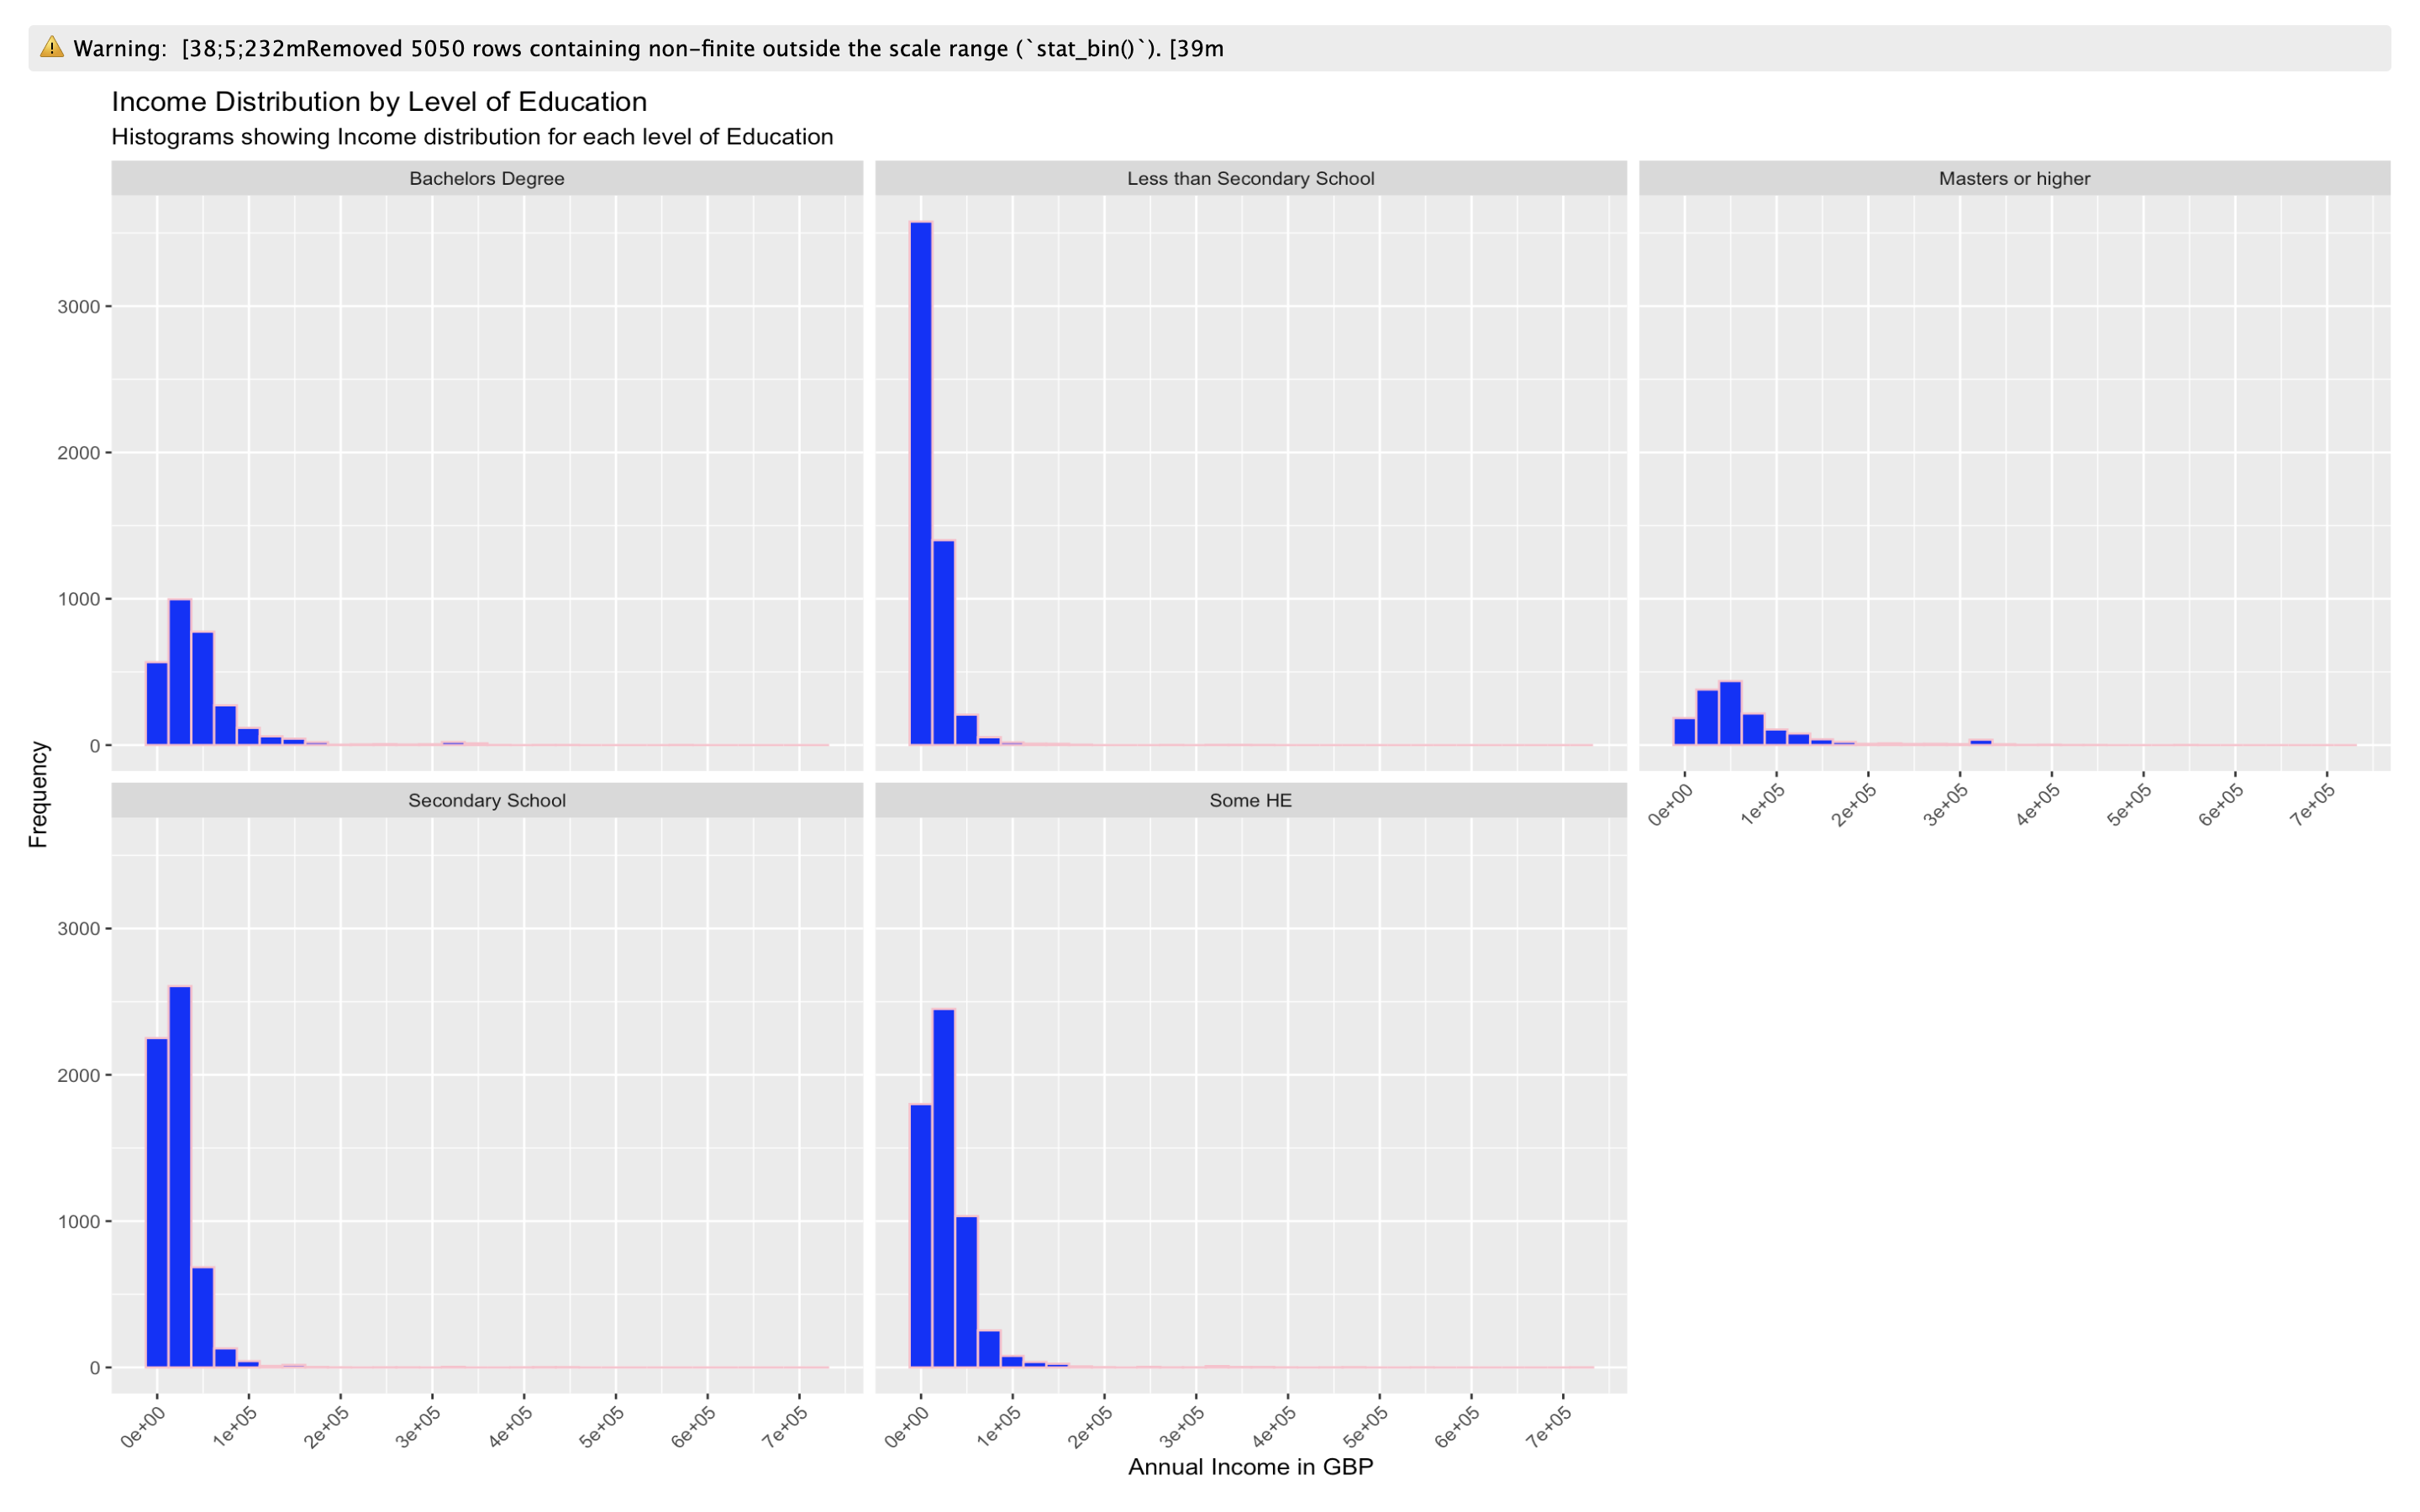 Warning: [38;5;232mRemoved 5050 rows containing non-finite outside the scale range (`stat_bin()`). [39m
Income Distribution by Level of Education
Histograms showing Income distribution for each level of Education
Bachelors Degree
Less than Secondary School
Masters or higher
3000
2000
1000
0
0e+00 1e+05 2e+05 3e+05 4e+05 5e+05 6e+05 7e+05
Frequency
Secondary School
Some HE
3000
2000
1000
0
0e+00 1e+05 2e+05 3e+05 4e+05 5e+05 6e+05 7e+05
0e+00 1e+05 2e+05 3e+05 4e+05 5e+05 6e+05 7e+05
Annual Income in GBP